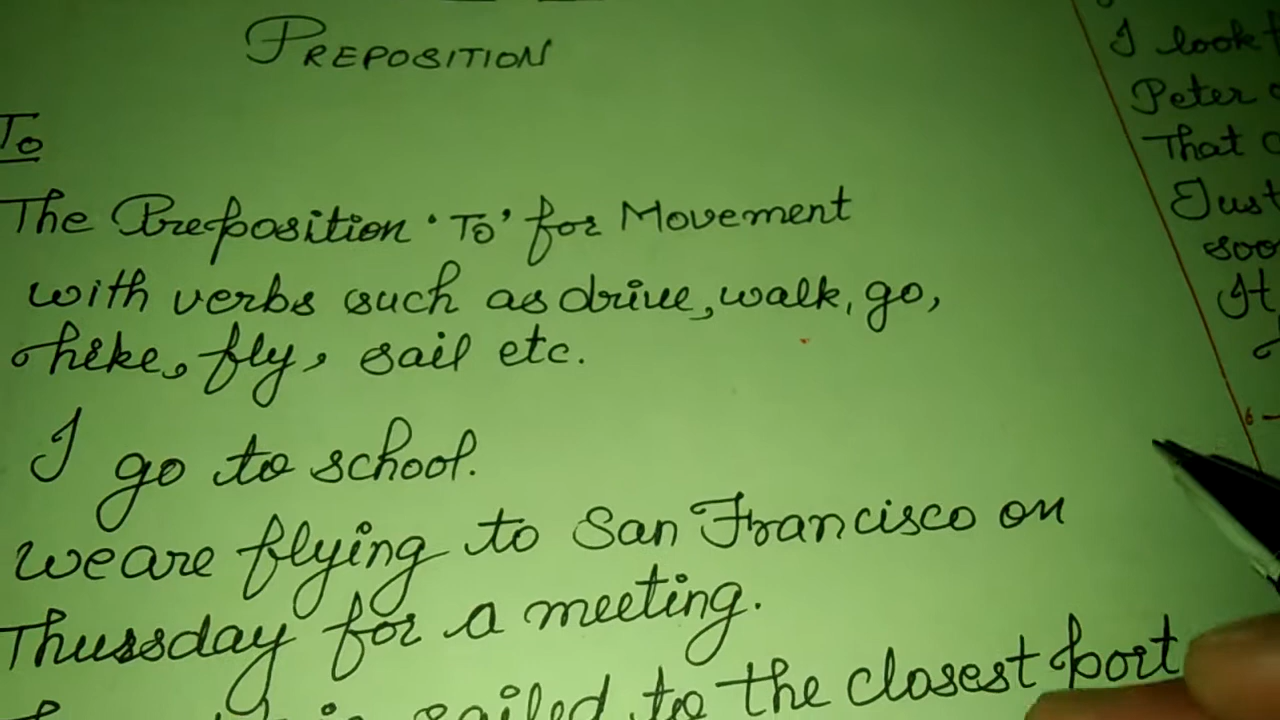 PREPOSITION
To
The Preposition 'To' for Movement
with verbs such as drive, walk, go,
hike, fly, sail etc.
I go to school.
we are flying to San Francisco on
Thursday for a meeting.
sailed to the closest port
I look
Peter
That
Just
soo
It
6-